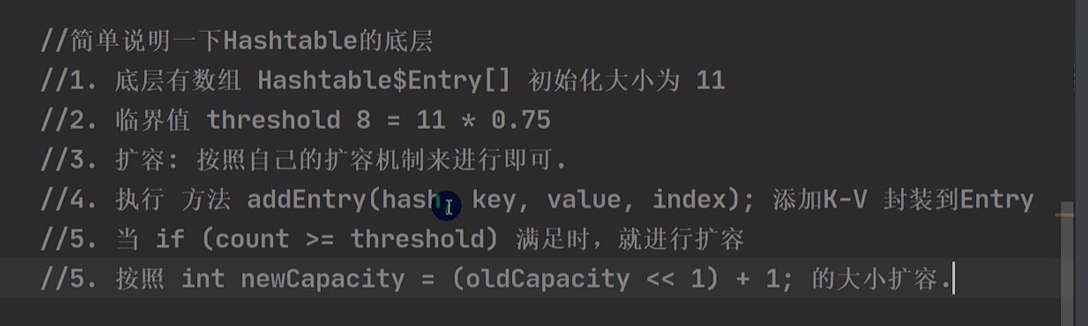 //简单说明一下Hashtable的底层
//1. 底层有数组 Hashtable$Entry[] 初始化大小为 11
//2. 临界值 threshold 8 = 11 * 0.75
//3. 扩容: 按照自己的扩容机制来进行即可.
//4. 执行 方法 addEntry(hash, key, value, index); 添加K-V 封装到Entry
//5. 当 if (count >= threshold) 满足时，就进行扩容
//5. 按照 int newCapacity = (oldCapacity << 1) + 1; 的大小扩容.